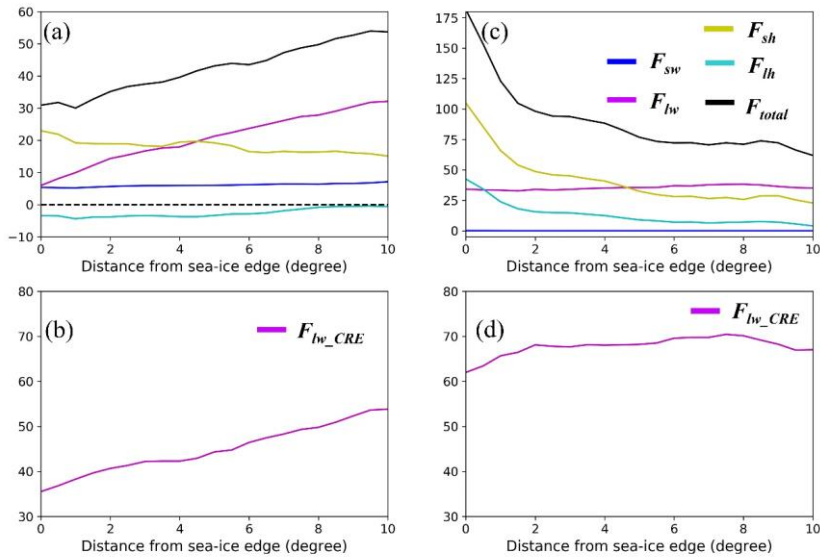 (a)
60
50
40
30
20
10
0
−10
0 2 4 6 8 10
Distance from sea-ice edge (degree)
(c)
F_sh
F_sw
F_lh
F_lw
F_total
175
150
125
100
75
50
25
0
0 2 4 6 8 10
Distance from sea-ice edge (degree)
(b)
F_lw_CRE
80
70
60
50
40
30
0 2 4 6 8 10
Distance from sea-ice edge (degree)
(d)
F_lw_CRE
80
70
60
50
40
30
0 2 4 6 8 10
Distance from sea-ice edge (degree)